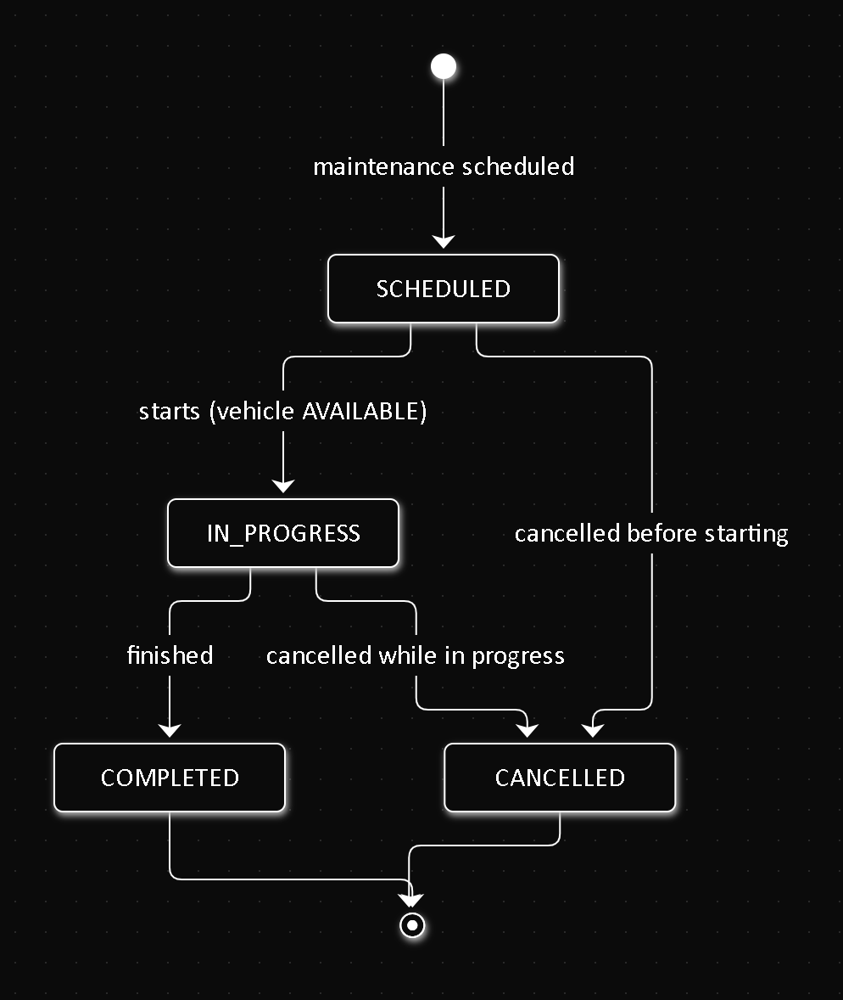 maintenance scheduled
SCHEDULED
starts (vehicle AVAILABLE)
IN_PROGRESS
cancelled before starting
finished
cancelled while in progress
COMPLETED
CANCELLED